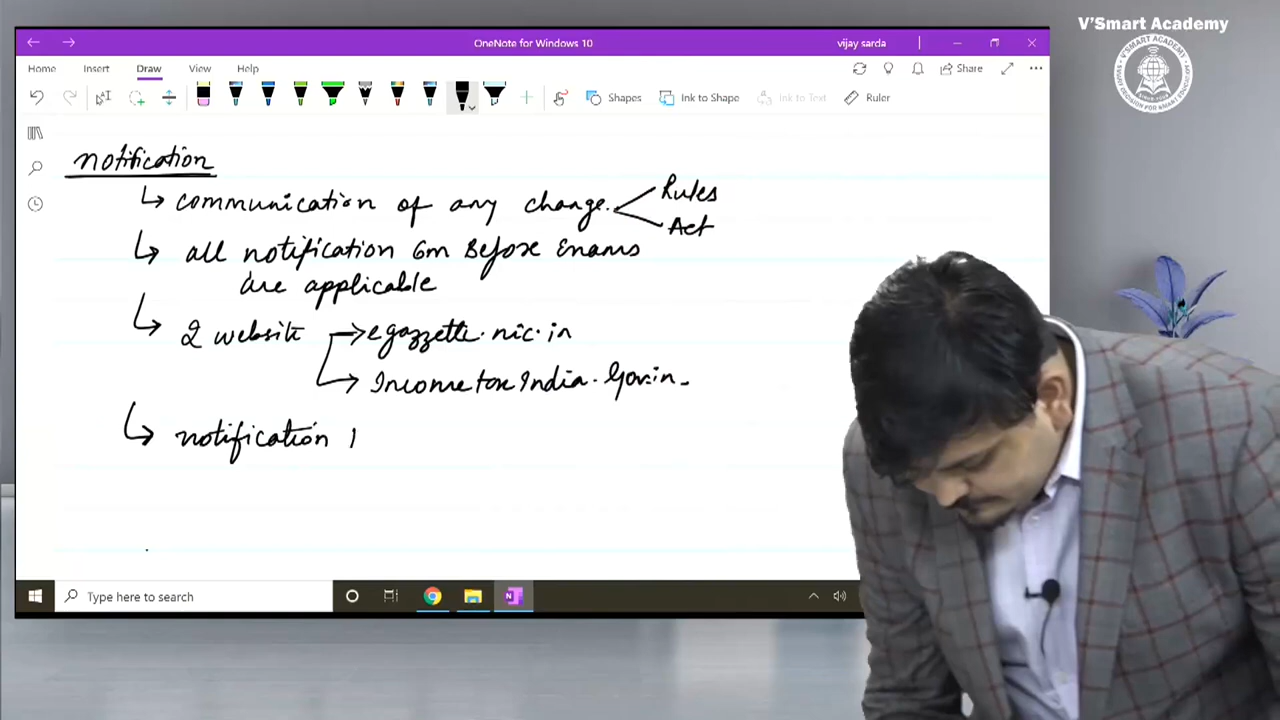 V'Smart Academy
OneNote for Windows 10
vijay sarda
Home Insert Draw View Help
Share
Shapes Ink to Shape Ink to Text Ruler
notification
communication of any change. Rules
Act
all notification 6m Before Exams
are applicable
2 website egazzette.nic.in
IncometaxIndia.Gov.in.
notification 1
Type here to search